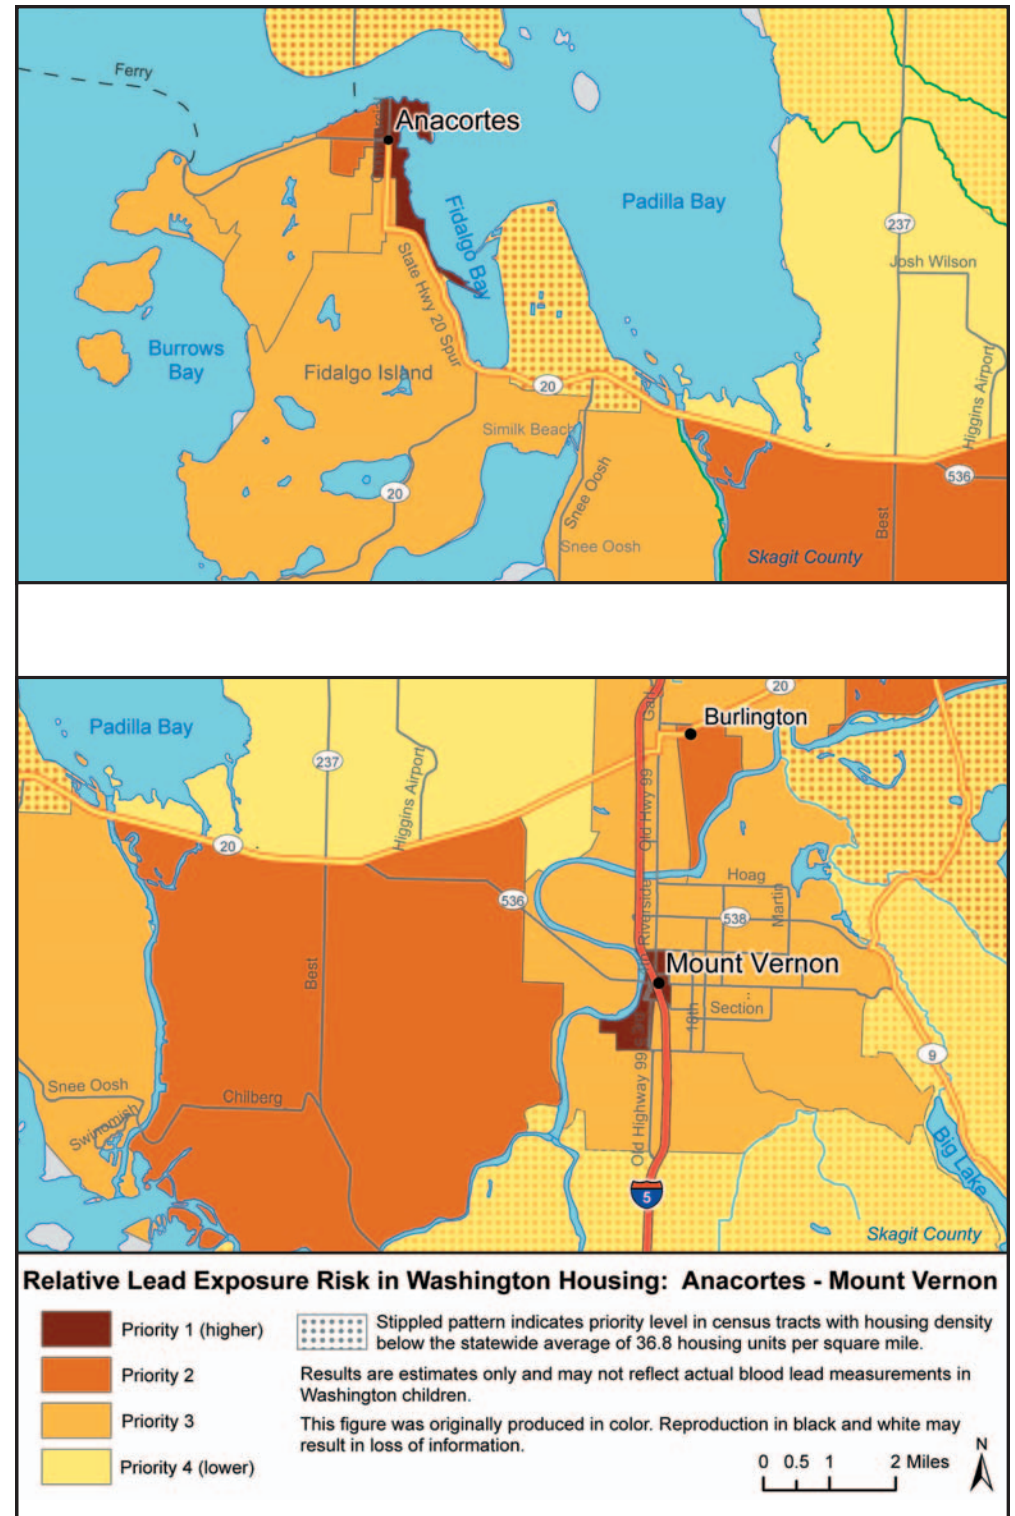 Ferry
Anacortes
Padilla Bay
Fidalgo Bay
237
Josh Wilson
State Hwy 20 Spur
Burrows
Bay
Fidalgo Island
20
Higgins Airport
Similk Beach
536
20
Snee Oosh
Best
Snee Oosh
Skagit County
20
Garl
Burlington
Padilla Bay
237
Higgins Airport
Old Hwy 99
20
Hoag
536
538
Martin
Riverside
Mount Vernon
Best
Section
18th
9
Snee Oosh
Chilberg
Swinomish
Old Highway 99
Big Lake
5
Skagit County
Relative Lead Exposure Risk in Washington Housing: Anacortes - Mount Vernon
Priority 1 (higher)
Priority 2
Priority 3
Priority 4 (lower)
Stippled pattern indicates priority level in census tracts with housing density
below the statewide average of 36.8 housing units per square mile.
Results are estimates only and may not reflect actual blood lead measurements in
Washington children.
This figure was originally produced in color. Reproduction in black and white may
result in loss of information.
N
0 0.5 1 2 Miles